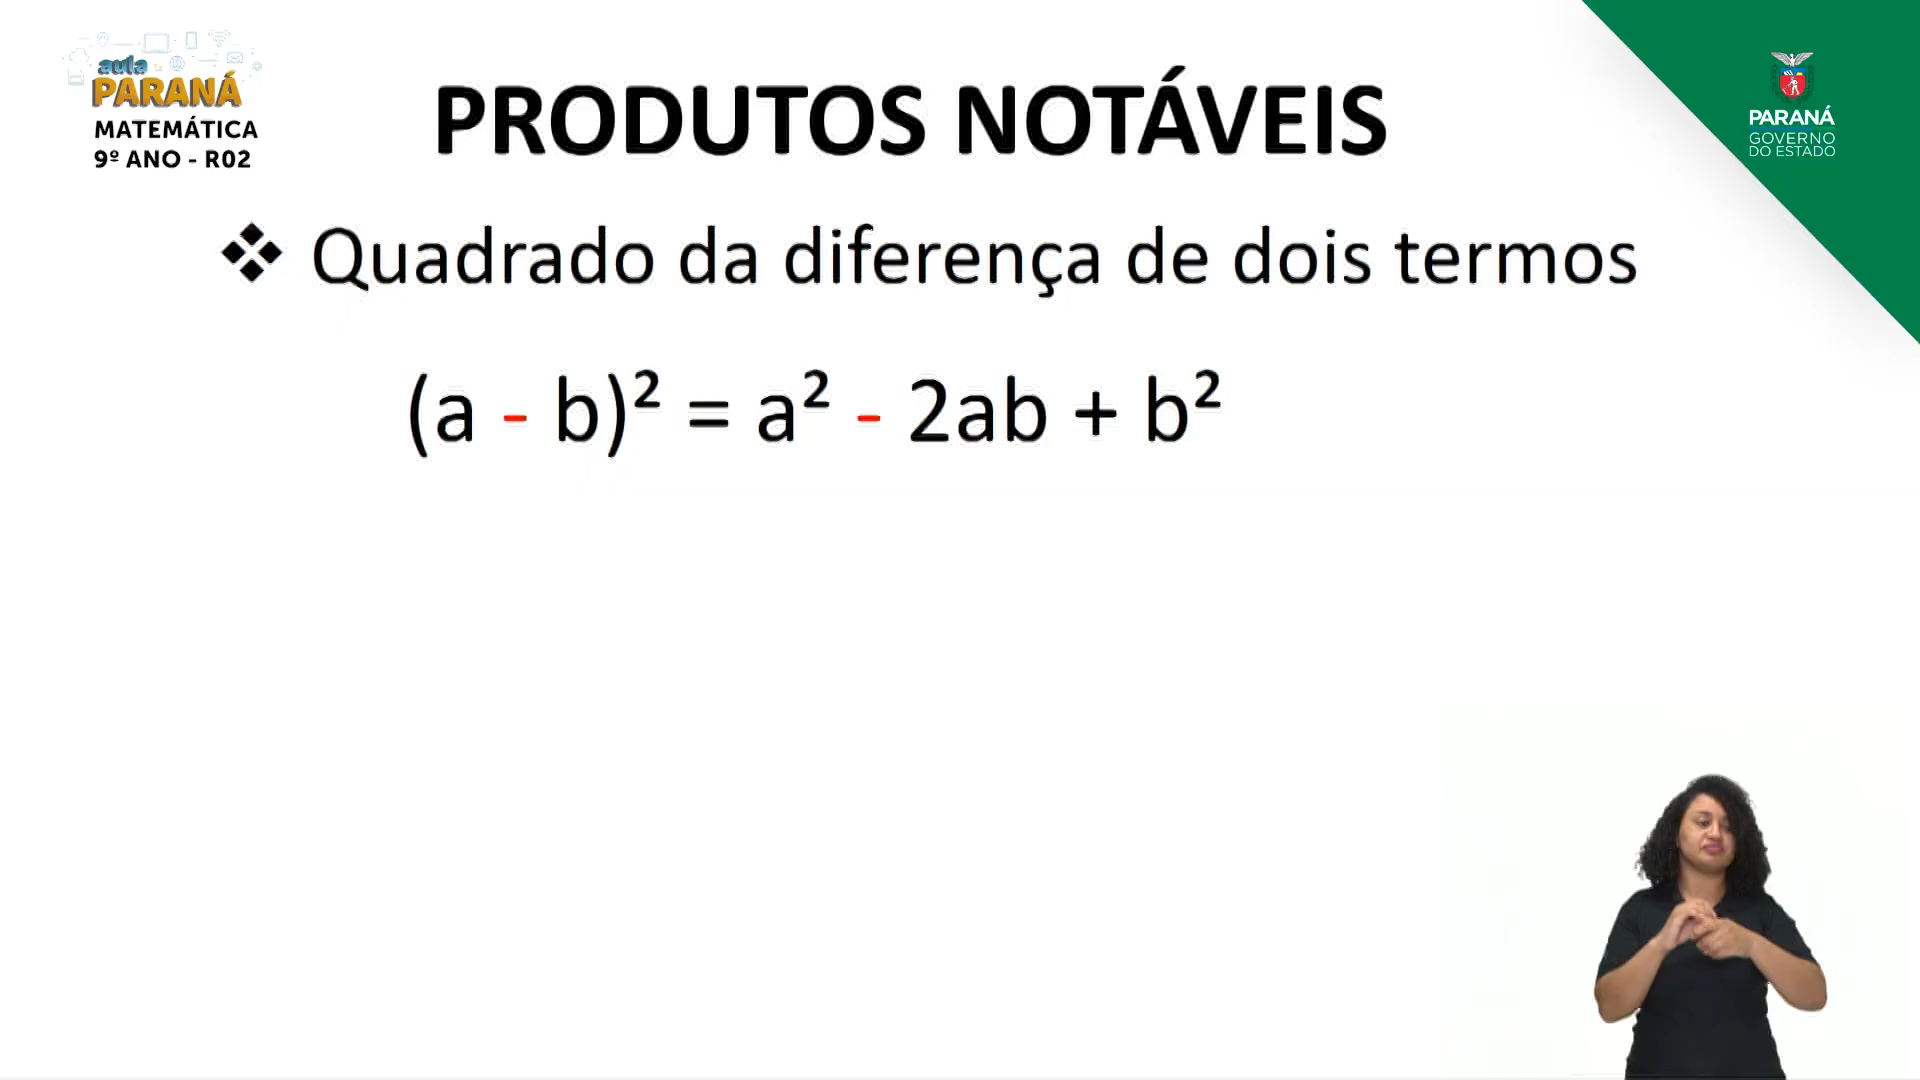 aula
PARANÁ
MATEMÁTICA
9º ANO - R02
PRODUTOS NOTÁVEIS
PARANÁ
GOVERNO
DO ESTADO
❖ Quadrado da diferença de dois termos
(a - b)² = a² - 2ab + b²